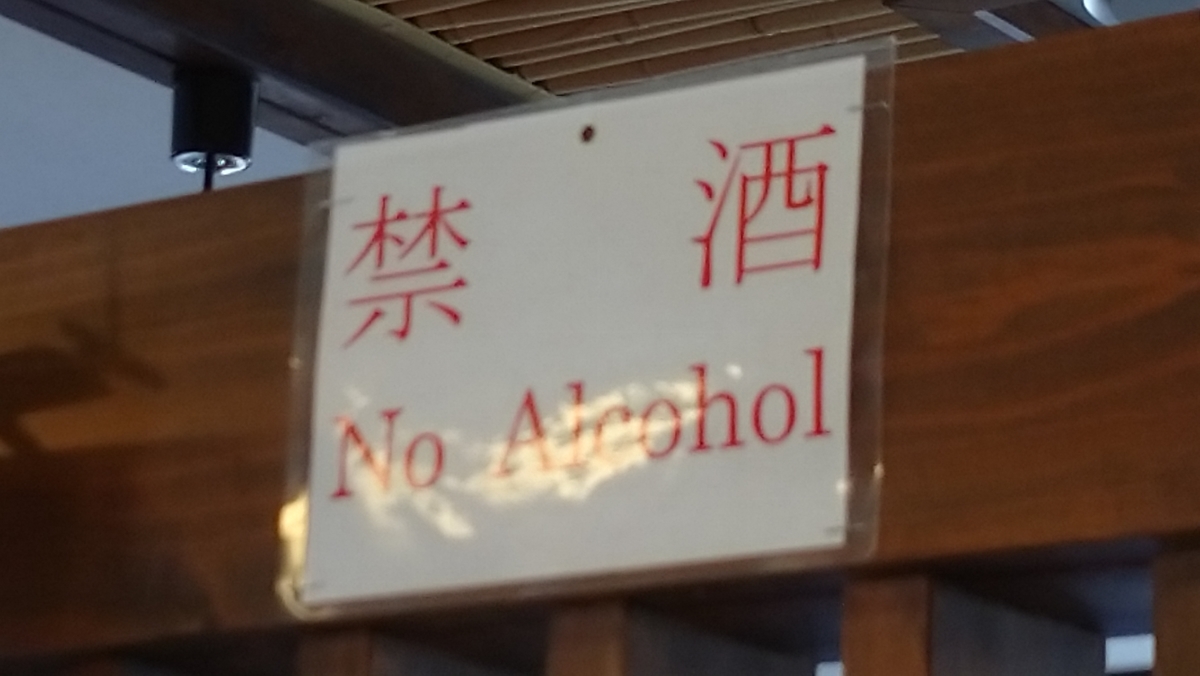 禁 酒
No Alcohol